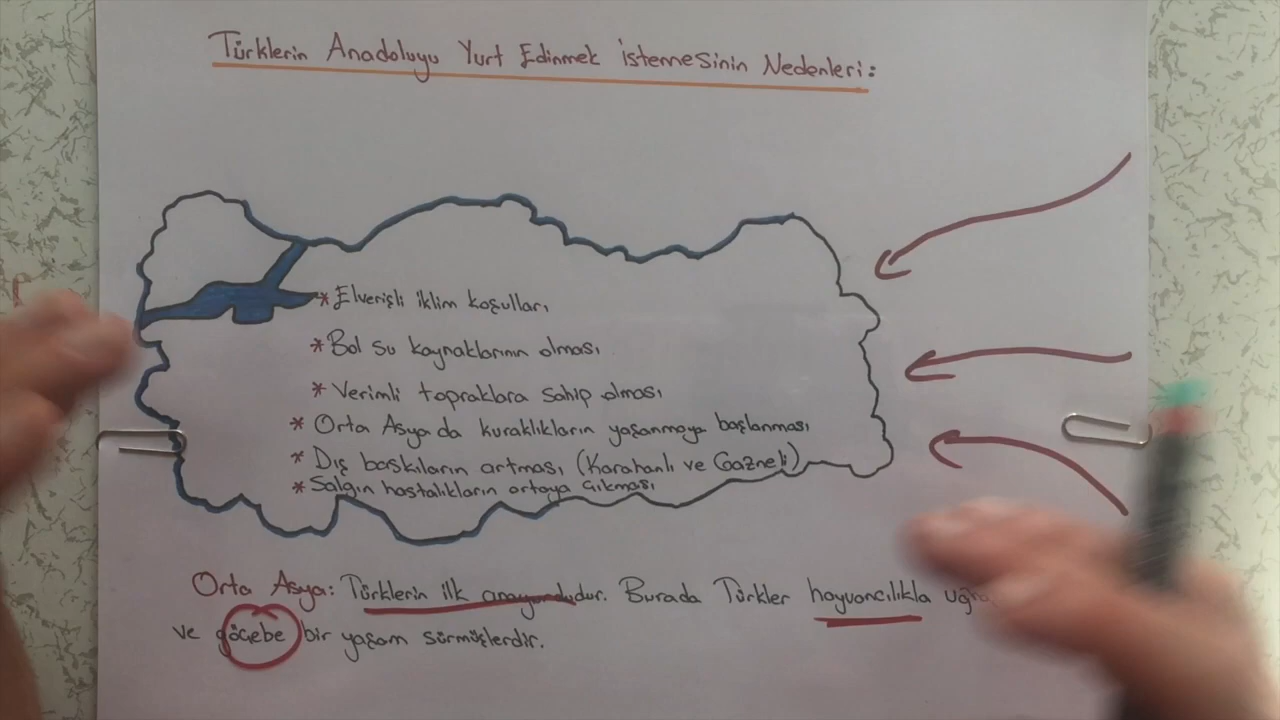 Türklerin Anadoluyu Yurt Edinmek İstemesinin Nedenleri:
* Elverişli iklim koşulları
* Bol su kaynaklarının olması
* Verimli topraklara sahip olması
* Orta Asya da kuraklıkların yaşanmaya başlanması
* Dış baskıların artması (Karahanlı ve Gazneli)
* Salgın hastalıkların ortaya çıkması
Orta Asya: Türklerin ilk anayurdudur. Burada Türkler hayvancılıkla
ve göçebe bir yaşam sürmüşlerdir.